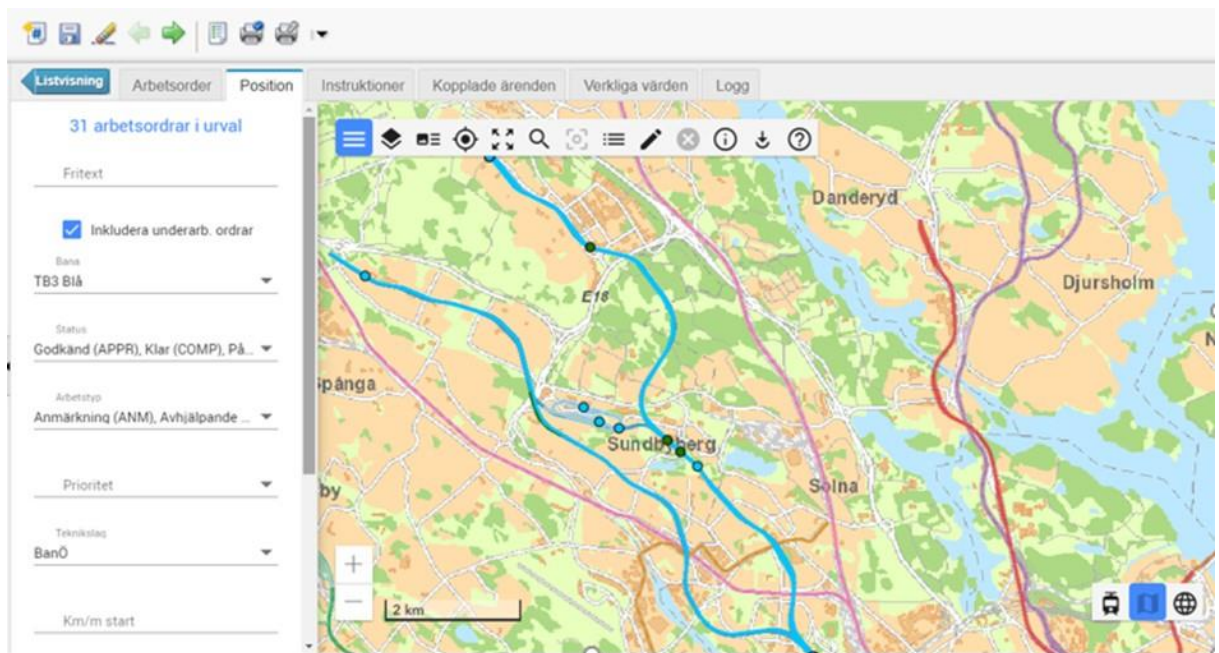 Listvisning
Arbetsorder
Position
Instruktioner
Kopplade ärenden
Verkliga värden
Logg
31 arbetsordrar i urval
Fritext
Inkludera underarb. ordrar
Bana
TB3 Blå
Status
Godkänd (APPR), Klar (COMP), På...
Arbetstyp
Anmärkning (ANM), Avhjälpande ...
Prioritet
Tekniklag
BanÖ
Km/m start
Danderyd
Djursholm
E18
Spånga
Sundbyberg
Solna
by
N
2 km